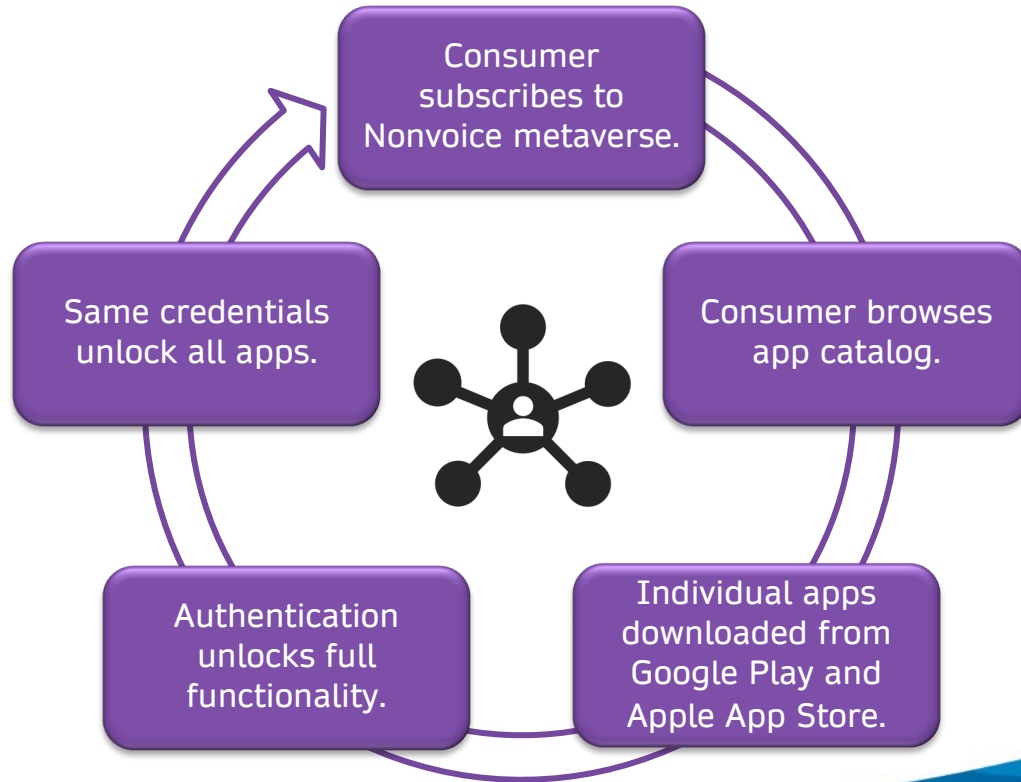 Consumer
subscribes to
Nonvoice metaverse.
Consumer browses
app catalog.
Individual apps
downloaded from
Google Play and
Apple App Store.
Authentication
unlocks full
functionality.
Same credentials
unlock all apps.